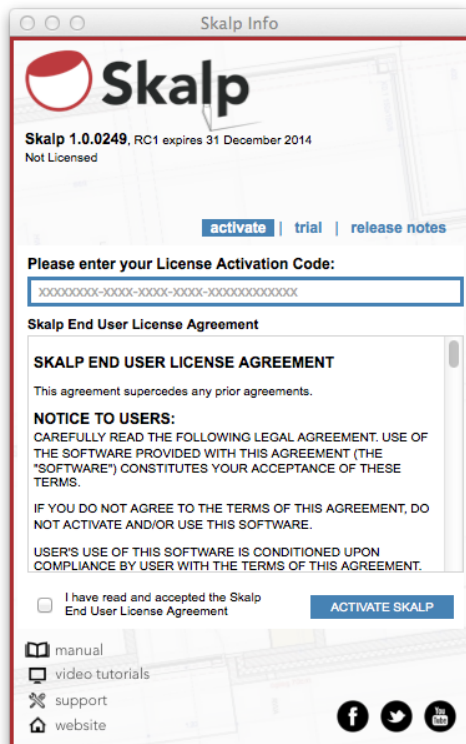 Skalp Info
Skalp
Skalp 1.0.0249, RC1 expires 31 December 2014
Not Licensed
activate | trial | release notes
Please enter your License Activation Code:
xxxxxxxx-xxxx-xxxx-xxxx-xxxxxxxxxxxx
Skalp End User License Agreement
SKALP END USER LICENSE AGREEMENT
This agreement supercedes any prior agreements.
NOTICE TO USERS:
CAREFULLY READ THE FOLLOWING LEGAL AGREEMENT. USE OF
THE SOFTWARE PROVIDED WITH THIS AGREEMENT (THE
"SOFTWARE") CONSTITUTES YOUR ACCEPTANCE OF THESE
TERMS.
IF YOU DO NOT AGREE TO THE TERMS OF THIS AGREEMENT, DO
NOT ACTIVATE AND/OR USE THIS SOFTWARE.
USER'S USE OF THIS SOFTWARE IS CONDITIONED UPON
COMPLIANCE BY USER WITH THE TERMS OF THIS AGREEMENT.
I have read and accepted the Skalp
End User License Agreement
ACTIVATE SKALP
manual
video tutorials
support
website
You
Tube